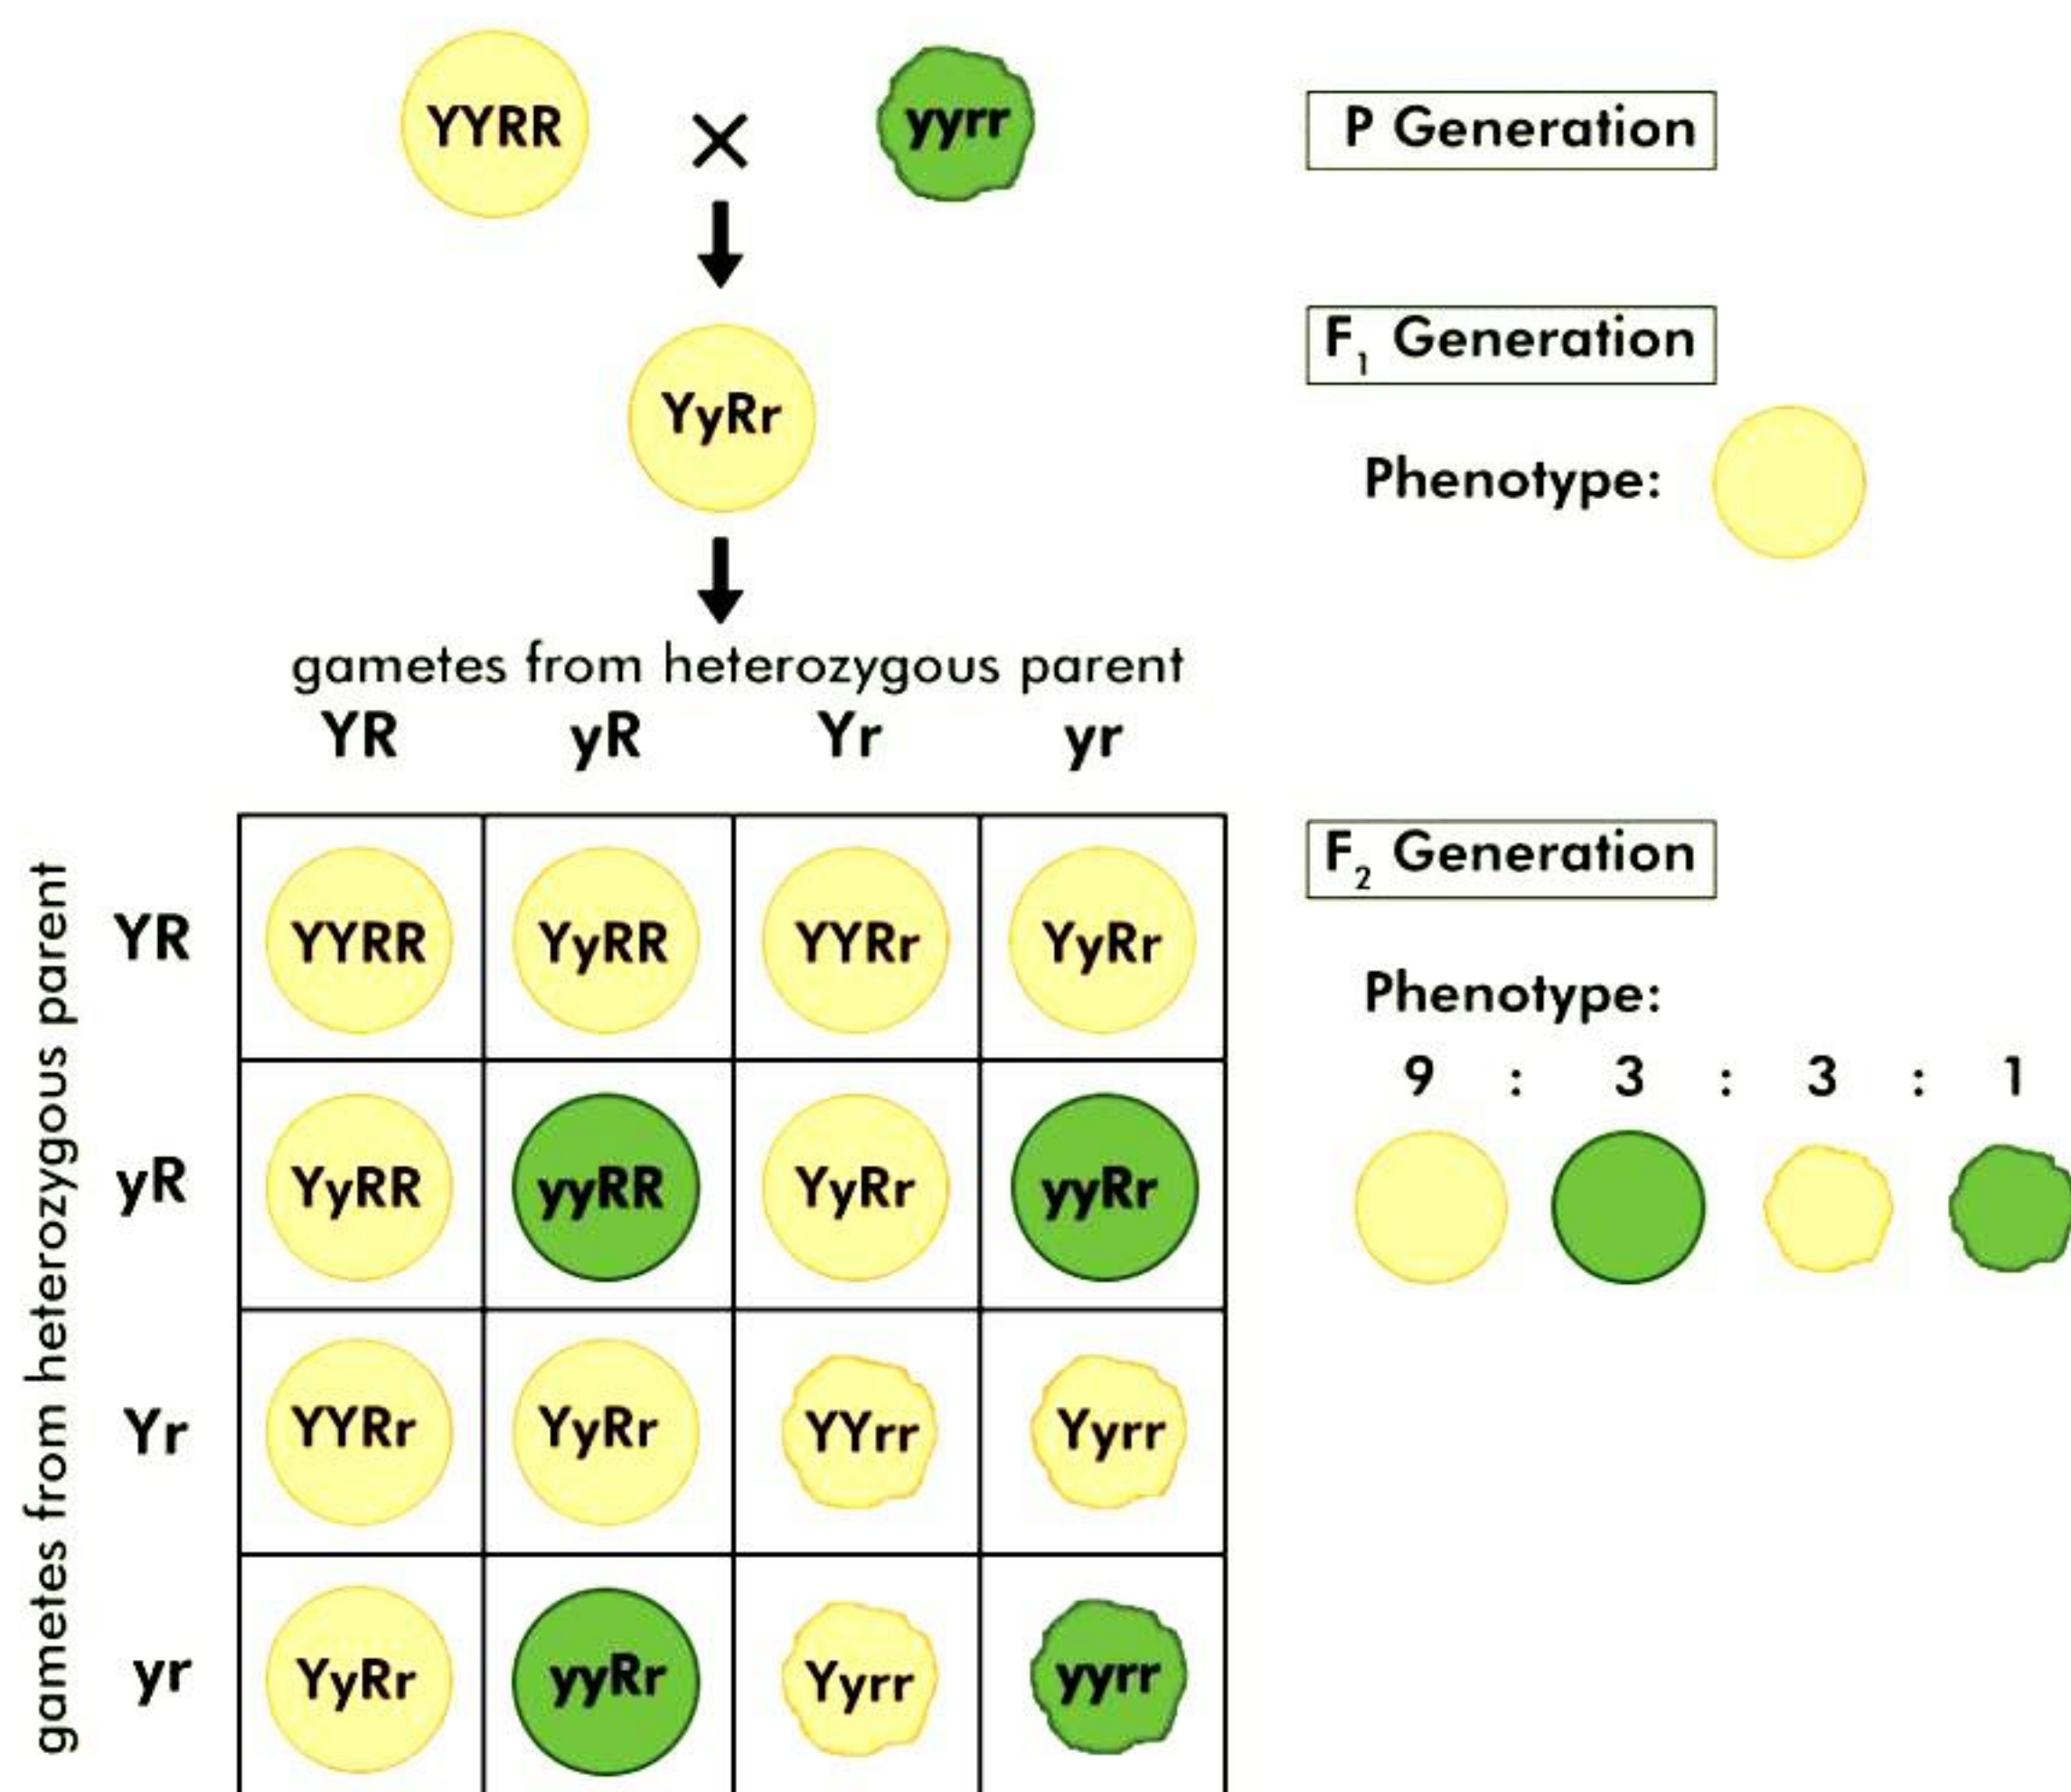 YYRR × yyrr
P Generation
YyRr
F₁ Generation
Phenotype:
gametes from heterozygous parent
YR yR Yr yr
gametes from heterozygous parent
YR YYRR YyRR YYRr YyRr
yR YyRR yyRR YyRr yyRr
Yr YYRr YyRr YYrr Yyrr
yr YyRr yyRr Yyrr yyrr
F₂ Generation
Phenotype:
9 : 3 : 3 : 1